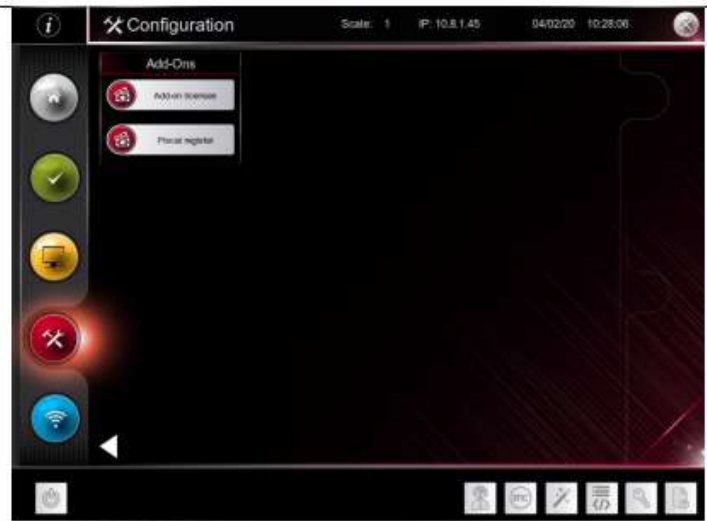 i
Configuration
Scale: 1
IP: 10.8.1.45
04/02/20
10:28:06
Add-Ons
Add-on licenses
Fiscal register